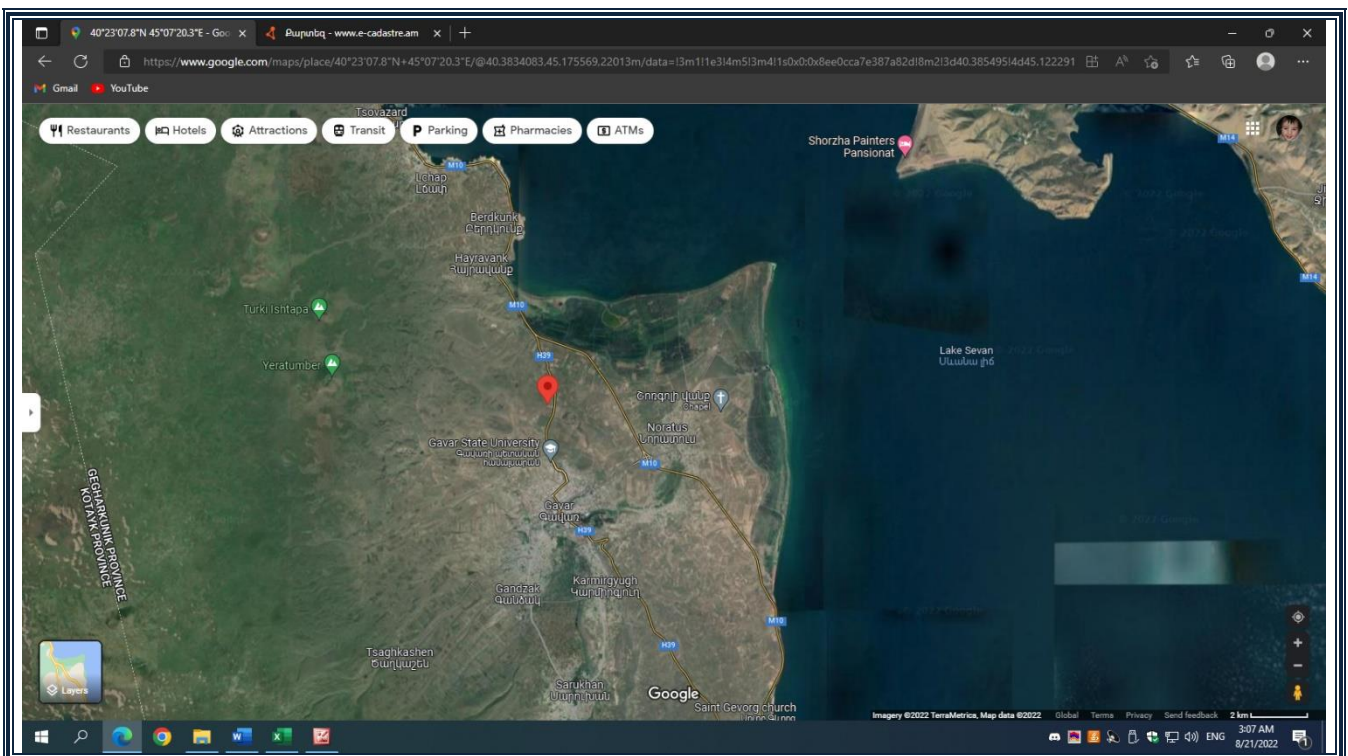 40°23'07.8"N 45°07'20.3"E - Goo
Քարտեզ - www.e-cadastre.am
https://www.google.com/maps/place/40°23'07.8"N+45°07'20.3"E/@40.3834083,45.175569,22013m/data=!3m1!1e3!4m5!3m4!1s0x0:0x8ee0cca7e387a82d!8m2!3d40.385495!4d45.122291
Gmail
YouTube
Restaurants
Hotels
Attractions
Transit
Parking
Pharmacies
ATMs
Tsovazard
M10
Lchap
Լճափ
Shorzha Painters
Pansionat
M14
Berdkunk
Բերդկունք
Hayravank
Հայրավանք
M14
Turki Ishtapa
M10
H39
Yeratumber
Lake Sevan
Սևանա լիճ
Շողոլի վանք
Chapel
Noratus
Նորատուս
Gavar State University
Գավառի պետական
համալսարան
M10
GEGHARKUNIK PROVINCE
KOTAYK PROVINCE
Gavar
Գավառ
H39
Gandzak
Գանձակ
Karmirgyugh
Կարմիրգյուղ
M10
H39
Tsaghkashen
Ծաղկաշեն
Sarukhan
Սարուխան
Layers
Google
Saint Gevorg church
Imagery ©2022 TerraMetrics, Map data ©2022 Global Terms Privacy Send feedback 2 km
ENG
3:07 AM
8/21/2022